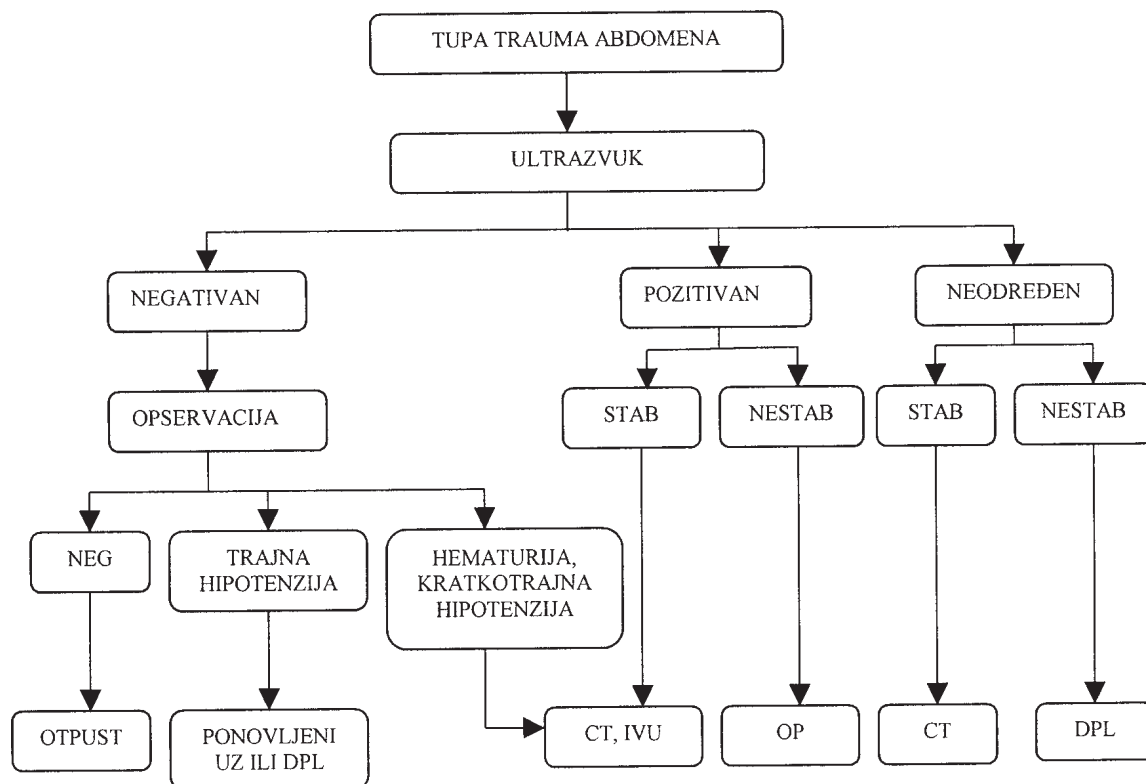 TUPA TRAUMA ABDOMENA
ULTRAZVUK
NEGATIVAN
POZITIVAN
NEODREĐEN
OPSERVACIJA
STAB
NESTAB
STAB
NESTAB
NEG
TRAJNA
HIPOTENZIJA
HEMATURIJA,
KRATKOTRAJNA
HIPOTENZIJA
OTPUST
PONOVLJENI
UZ ILI DPL
CT, IVU
OP
CT
DPL